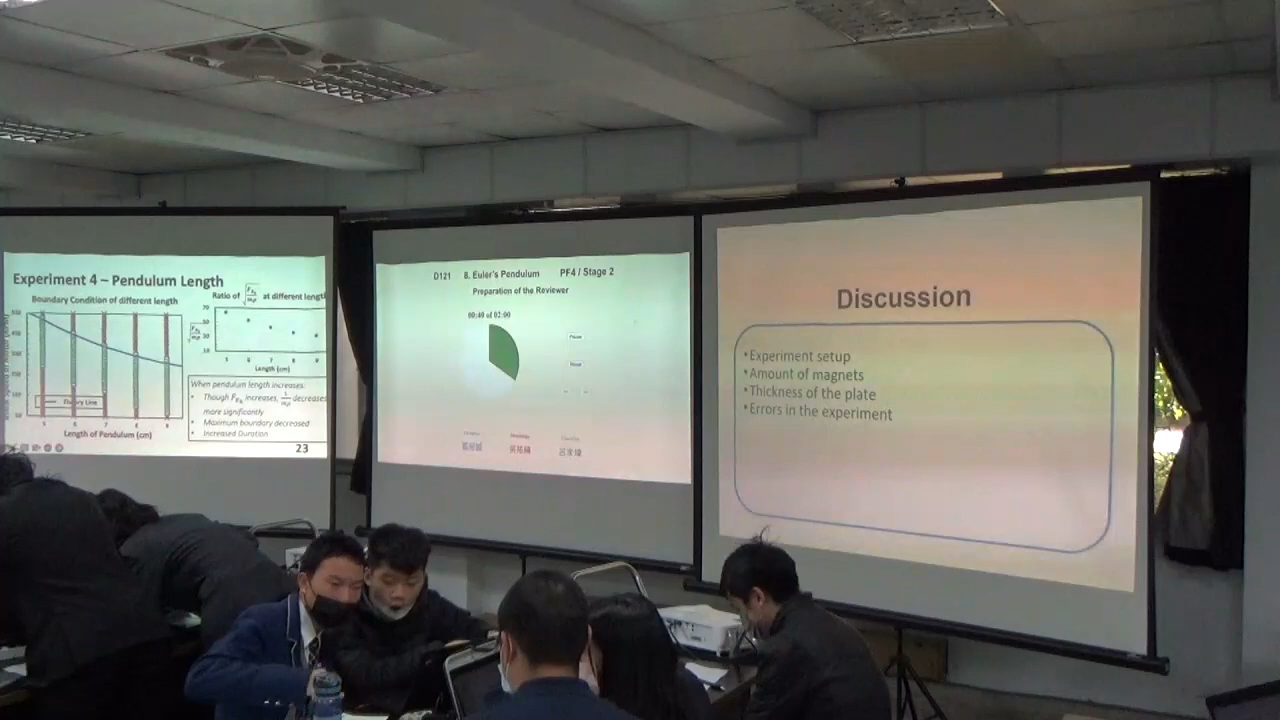 Experiment 4 – Pendulum Length
Boundary Condition of different length
Ratio of
at different lengt
Length of Pendulum (cm)
Length (cm)
When pendulum length increases:
• Though
increases,
decreases
more significantly
• Maximum boundary decreased
• Increased Duration
23
D121 8. Euler's Pendulum PF4 / Stage 2
Preparation of the Reviewer
00:40 of 02:00
Discussion
• Experiment setup
• Amount of magnets
• Thickness of the plate
• Errors in the experiment